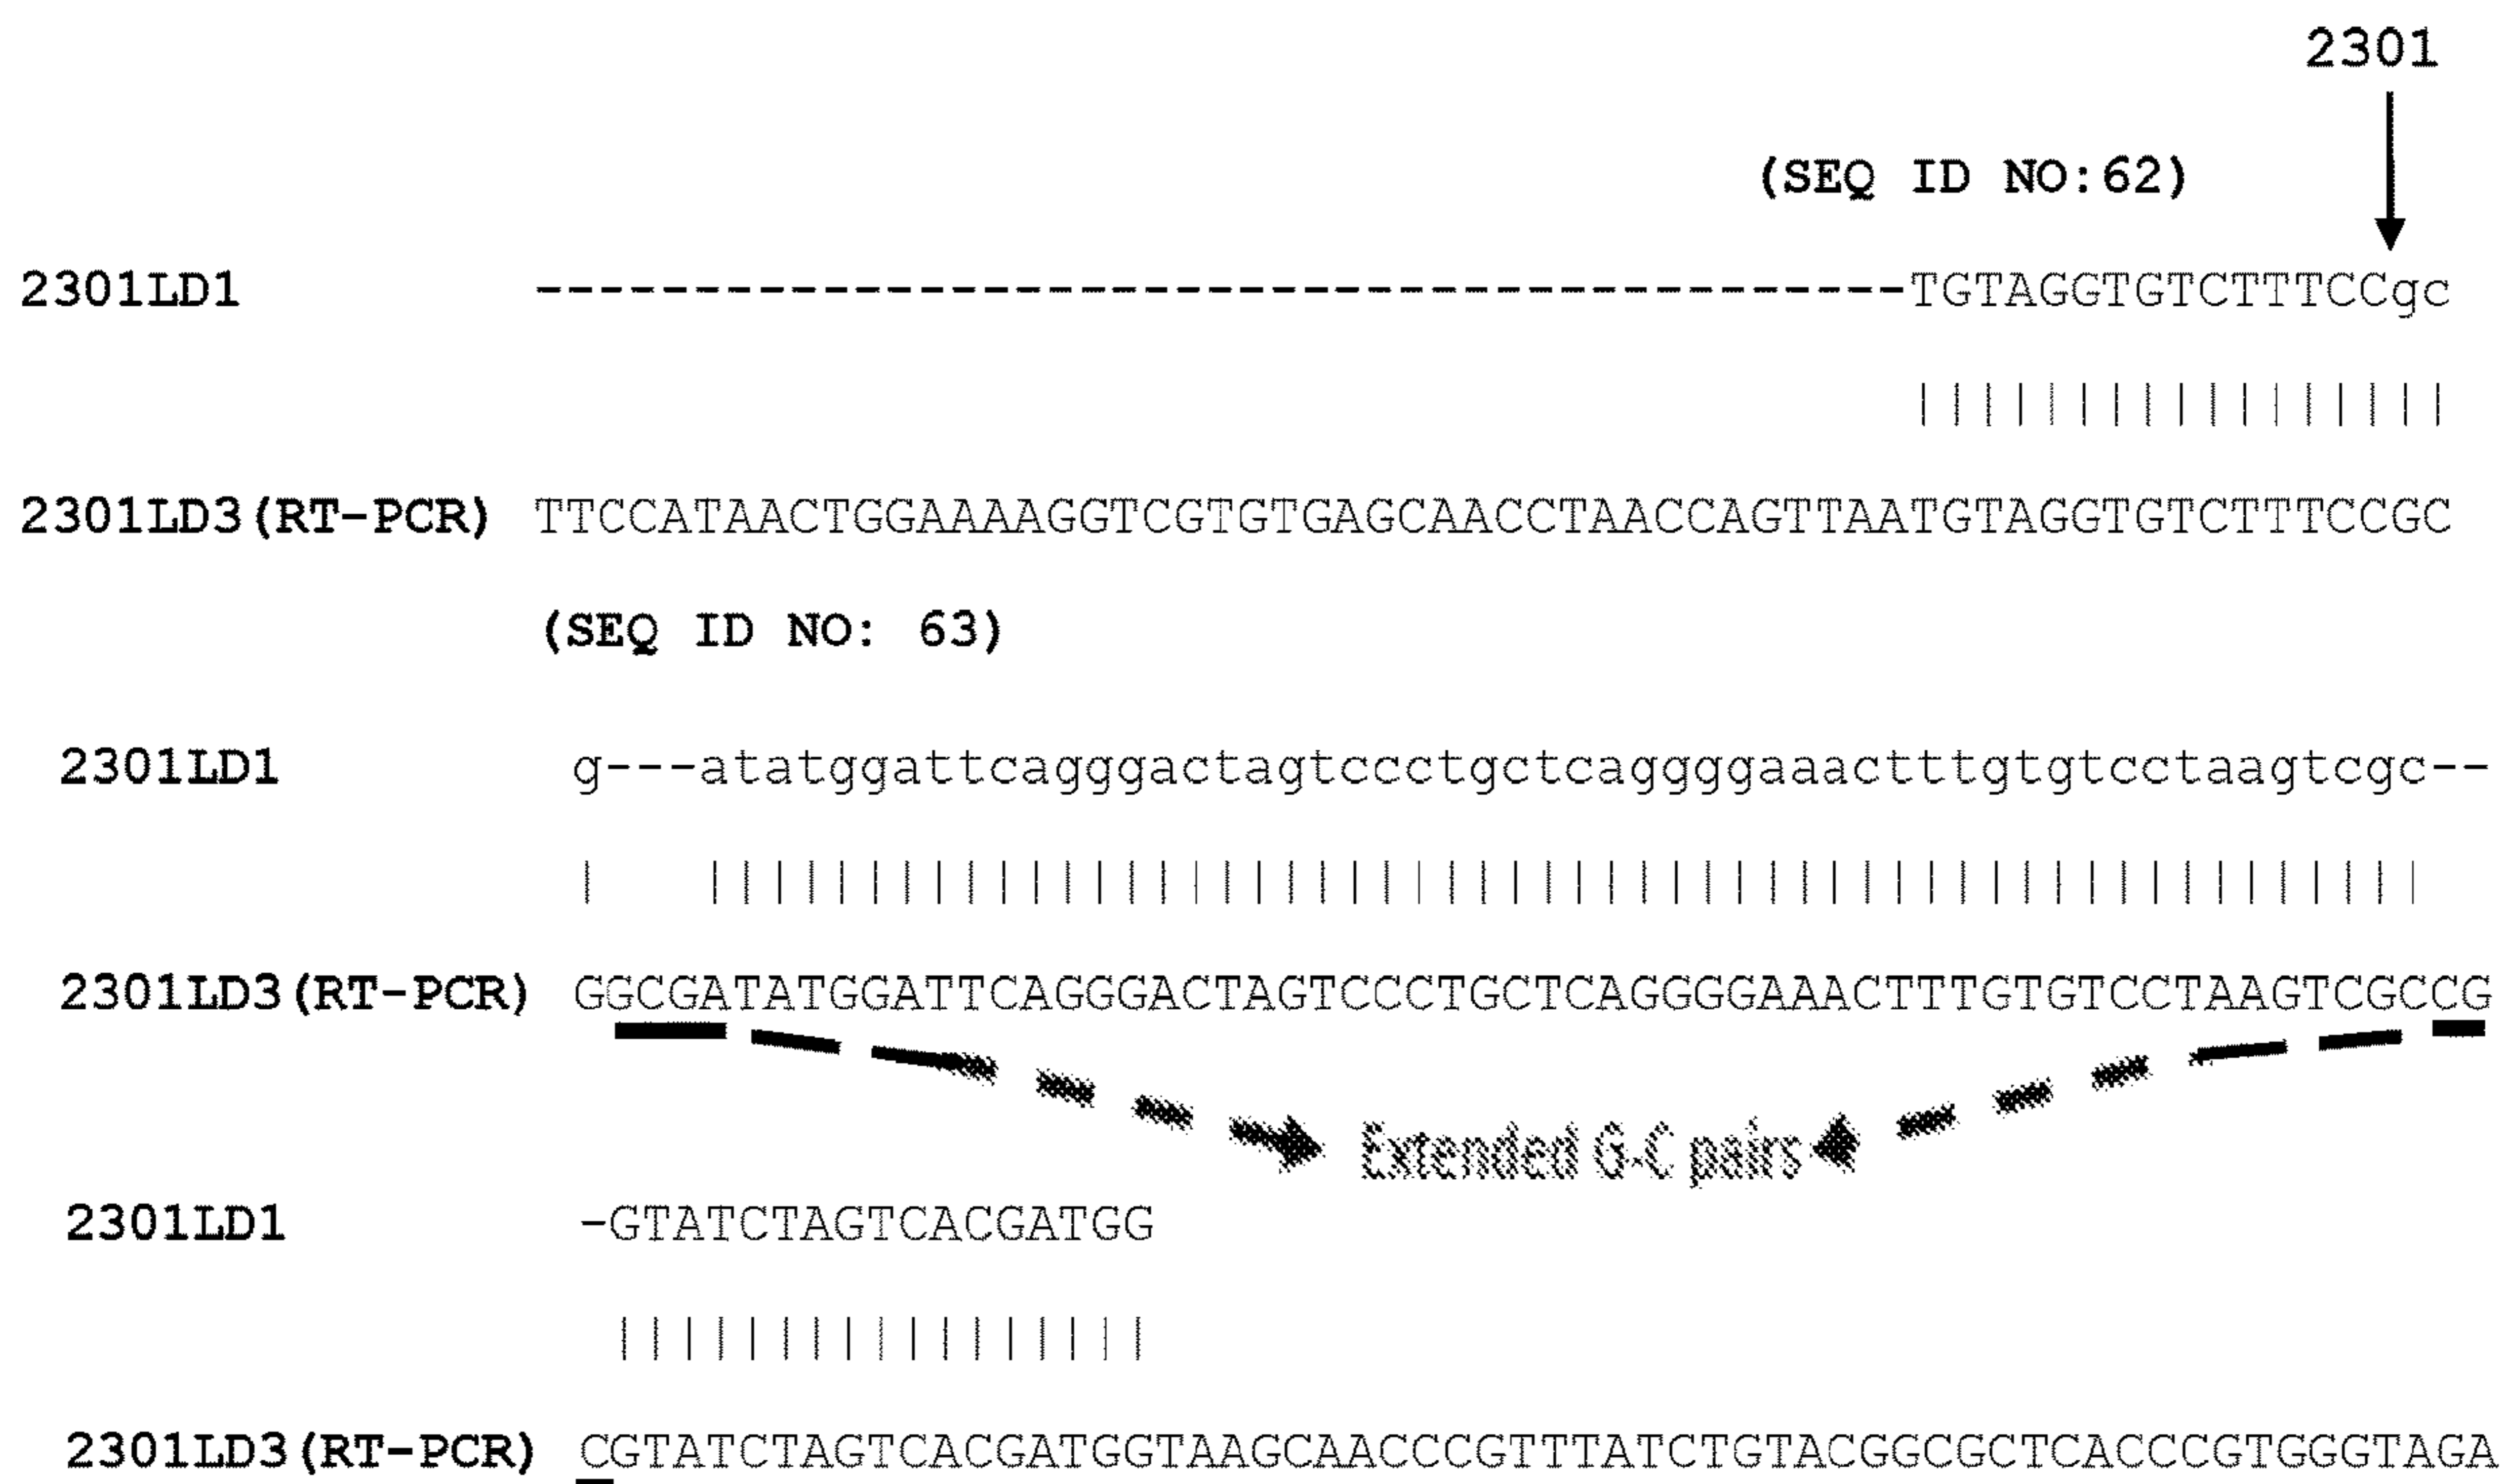 2301
(SEQ ID NO:62)
2301LD1 -------------------------------------------TGTAGGTGTCTTTCCgc
|||||||||||||||||
2301LD3(RT-PCR) TTCCATAACTGGAAAAGGTCGTGTGAGCAACCTAACCAGTTAATGTAGGTGTCTTTCCGC
(SEQ ID NO: 63)
2301LD1 g---atatggattcagggactagtccctgctcaggggaaactttgtgtcctaagtcgc--
| ||||||||||||||||||||||||||||||||||||||||||||||||||||||
2301LD3(RT-PCR) GGCGATATGGATTCAGGGACTAGTCCCTGCTCAGGGGAAACTTTGTGTCCTAAGTCGCCG
Extended G-C pairs
2301LD1 -GTATCTAGTCACGATGG
|||||||||||||||||
2301LD3(RT-PCR) CGTATCTAGTCACGATGGTAAGCAACCCGTTTATCTGTACGGCGCTCACCCGTGGGTAGA